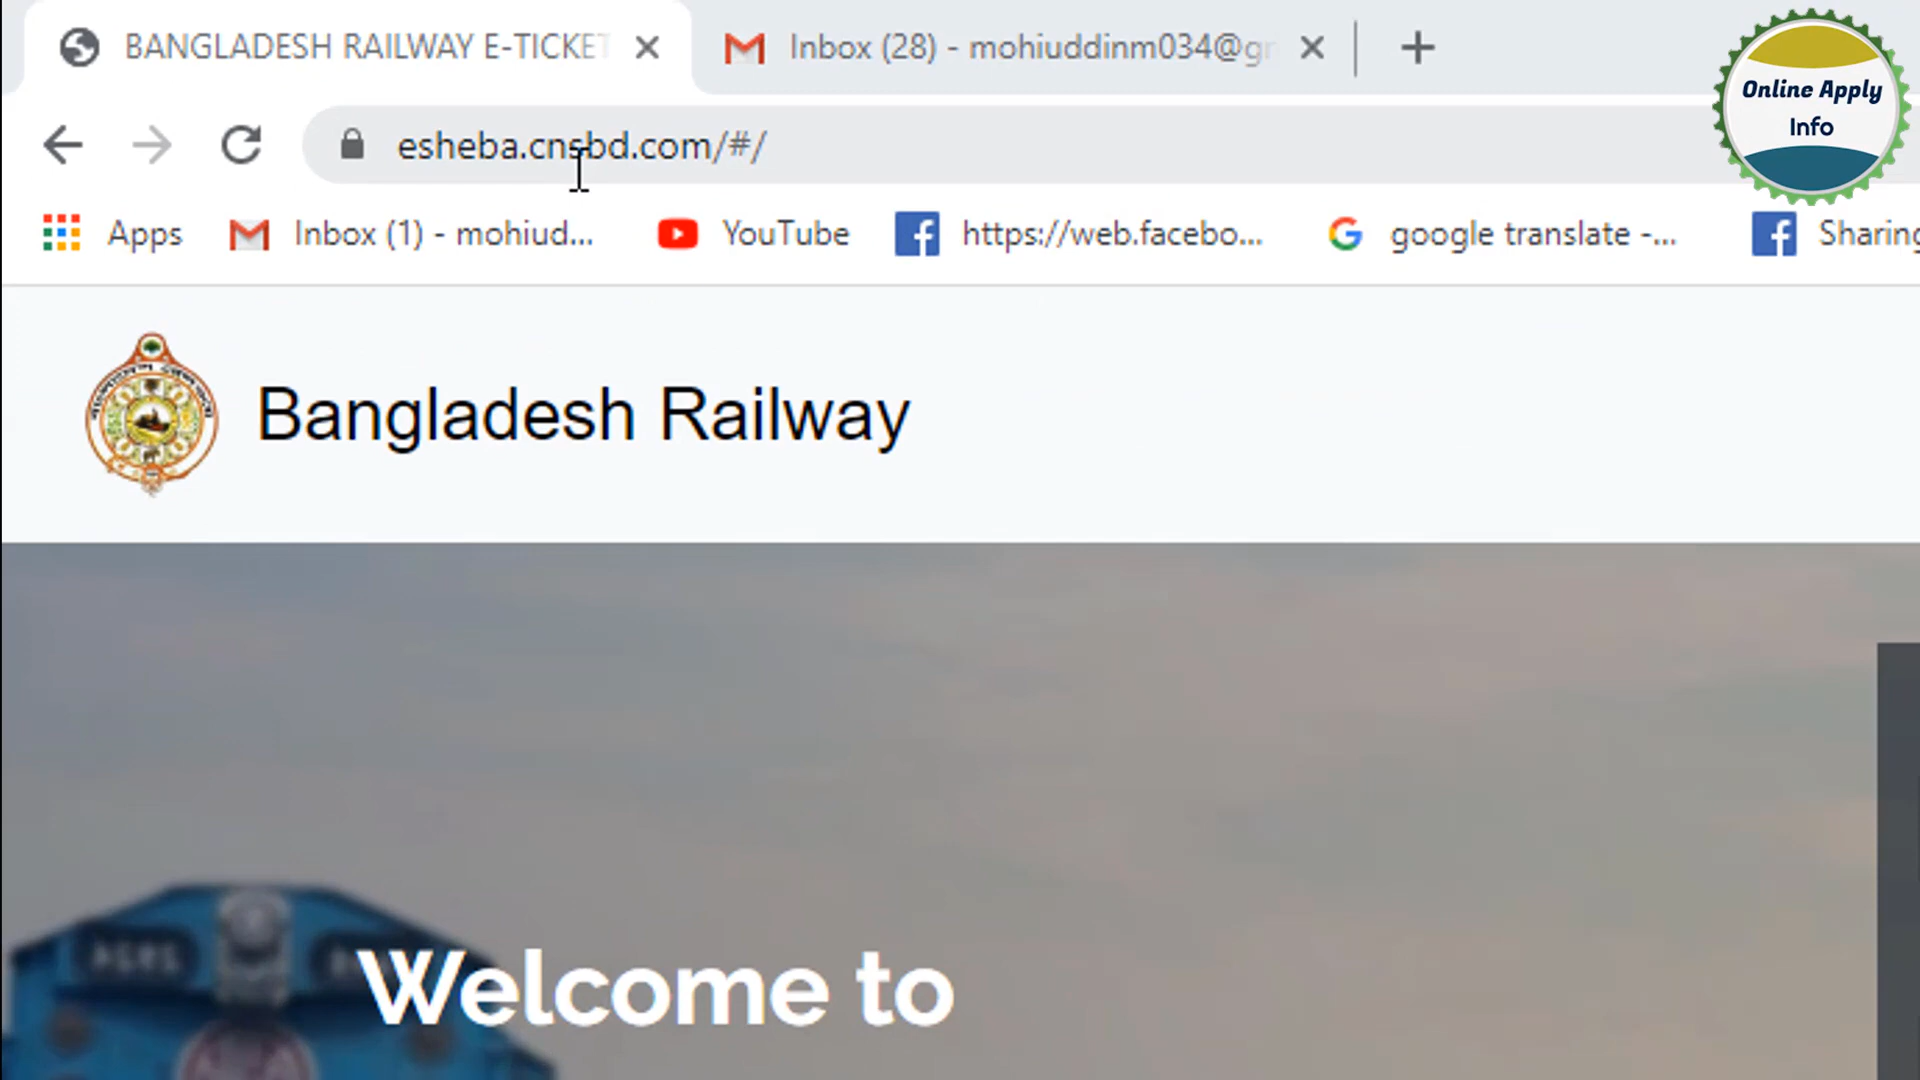 BANGLADESH RAILWAY E-TICKET
Inbox (28) - mohiuddinm034@g
Online Apply
Info
esheba.cnsbd.com/#/
Apps
Inbox (1) - mohiud...
YouTube
https://web.facebo...
google translate -...
Sharing
Bangladesh Railway
Welcome to